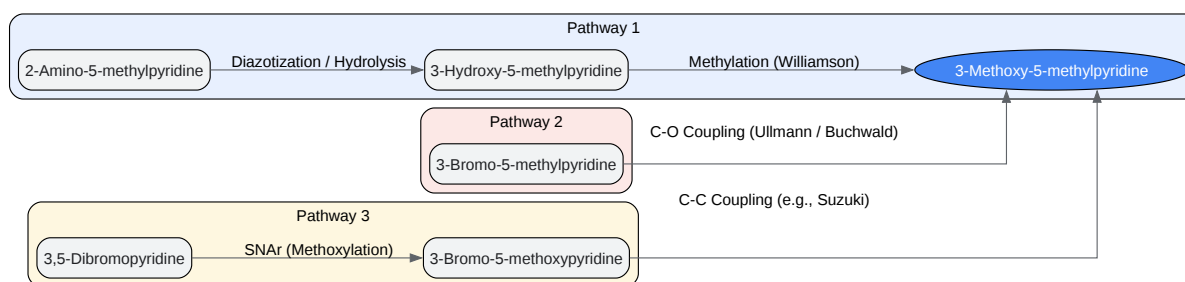 Pathway 1
2-Amino-5-methylpyridine
Diazotization / Hydrolysis
3-Hydroxy-5-methylpyridine
Methylation (Williamson)
3-Methoxy-5-methylpyridine
Pathway 2
C-O Coupling (Ullmann / Buchwald)
3-Bromo-5-methylpyridine
C-C Coupling (e.g., Suzuki)
Pathway 3
3,5-Dibromopyridine
SNAr (Methoxylation)
3-Bromo-5-methoxypyridine